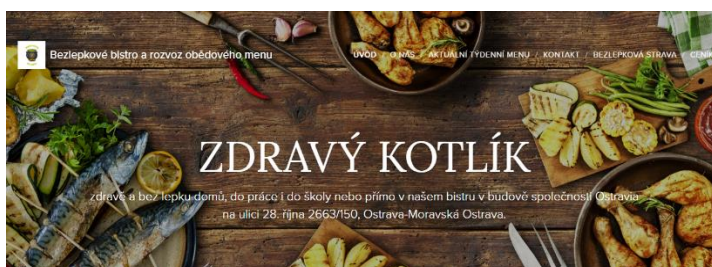 Bezlepkové bistro a rozvoz obědového menu
ÚVOD / O NÁS / AKTUÁLNÍ TÝDENNÍ MENU / KONTAKT / BEZLEPKOVÁ STRAVA / CENÍK
ZDRAVÝ KOTLÍK
zdravě a bez lepku domů, do práce i do školy nebo přímo v našem bistru v budově společnosti Ostravia
na ulici 28. října 2663/150, Ostrava-Moravská Ostrava.